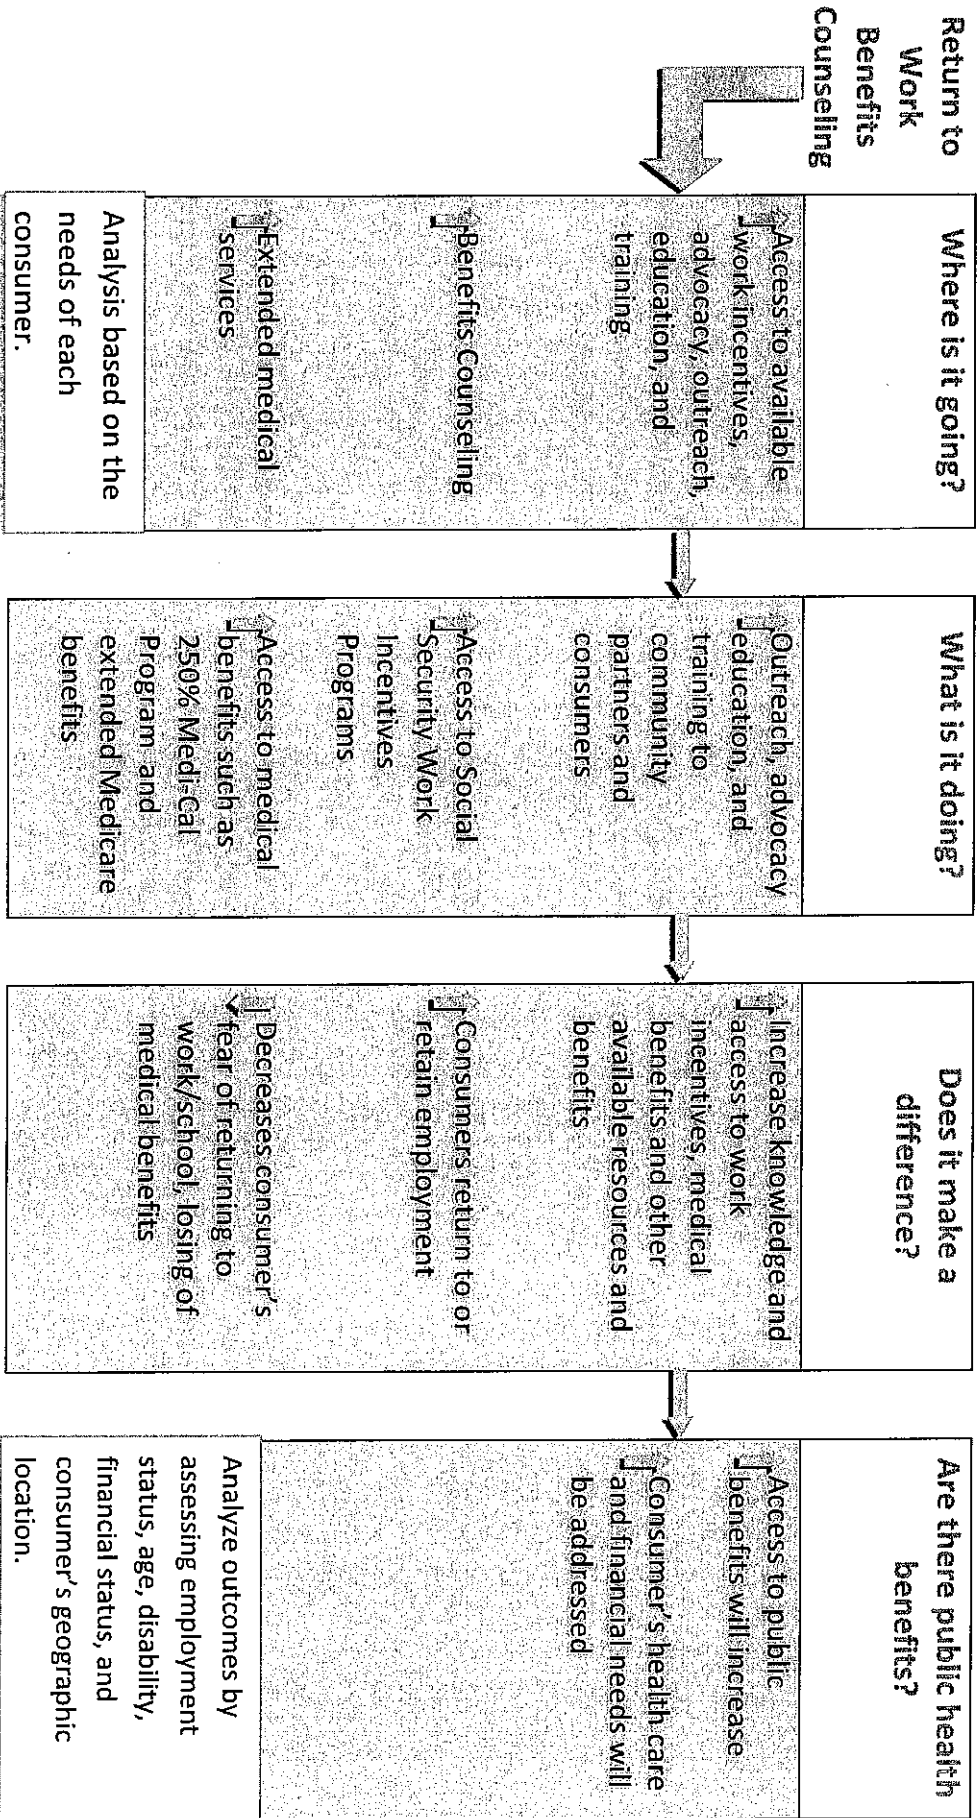 Return to
Work
Benefits
Counseling
Where is it going?
Access to available
work incentives,
advocacy, outreach,
education, and
training
Benefits Counseling
Extended medical
services
Analysis based on the
needs of each
consumer.
What is it doing?
Outreach, advocacy
education, and
training to
community
partners and
consumers
Access to Social
Security Work
Incentives
Programs
Access to medical
benefits such as
250% Medi-Cal
Program and
extended Medicare
benefits
Does it make a
difference?
Increase knowledge and
access to work
incentives, medical
benefits and other
available resources and
benefits
Consumers return to or
retain employment
Decreases consumer's
fear of returning to
work/school, losing of
medical benefits
Are there public health
benefits?
Access to public
benefits will increase
Consumer's health care
and financial needs will
be addressed
Analyze outcomes by
assessing employment
status, age, disability,
financial status, and
consumer's geographic
location.